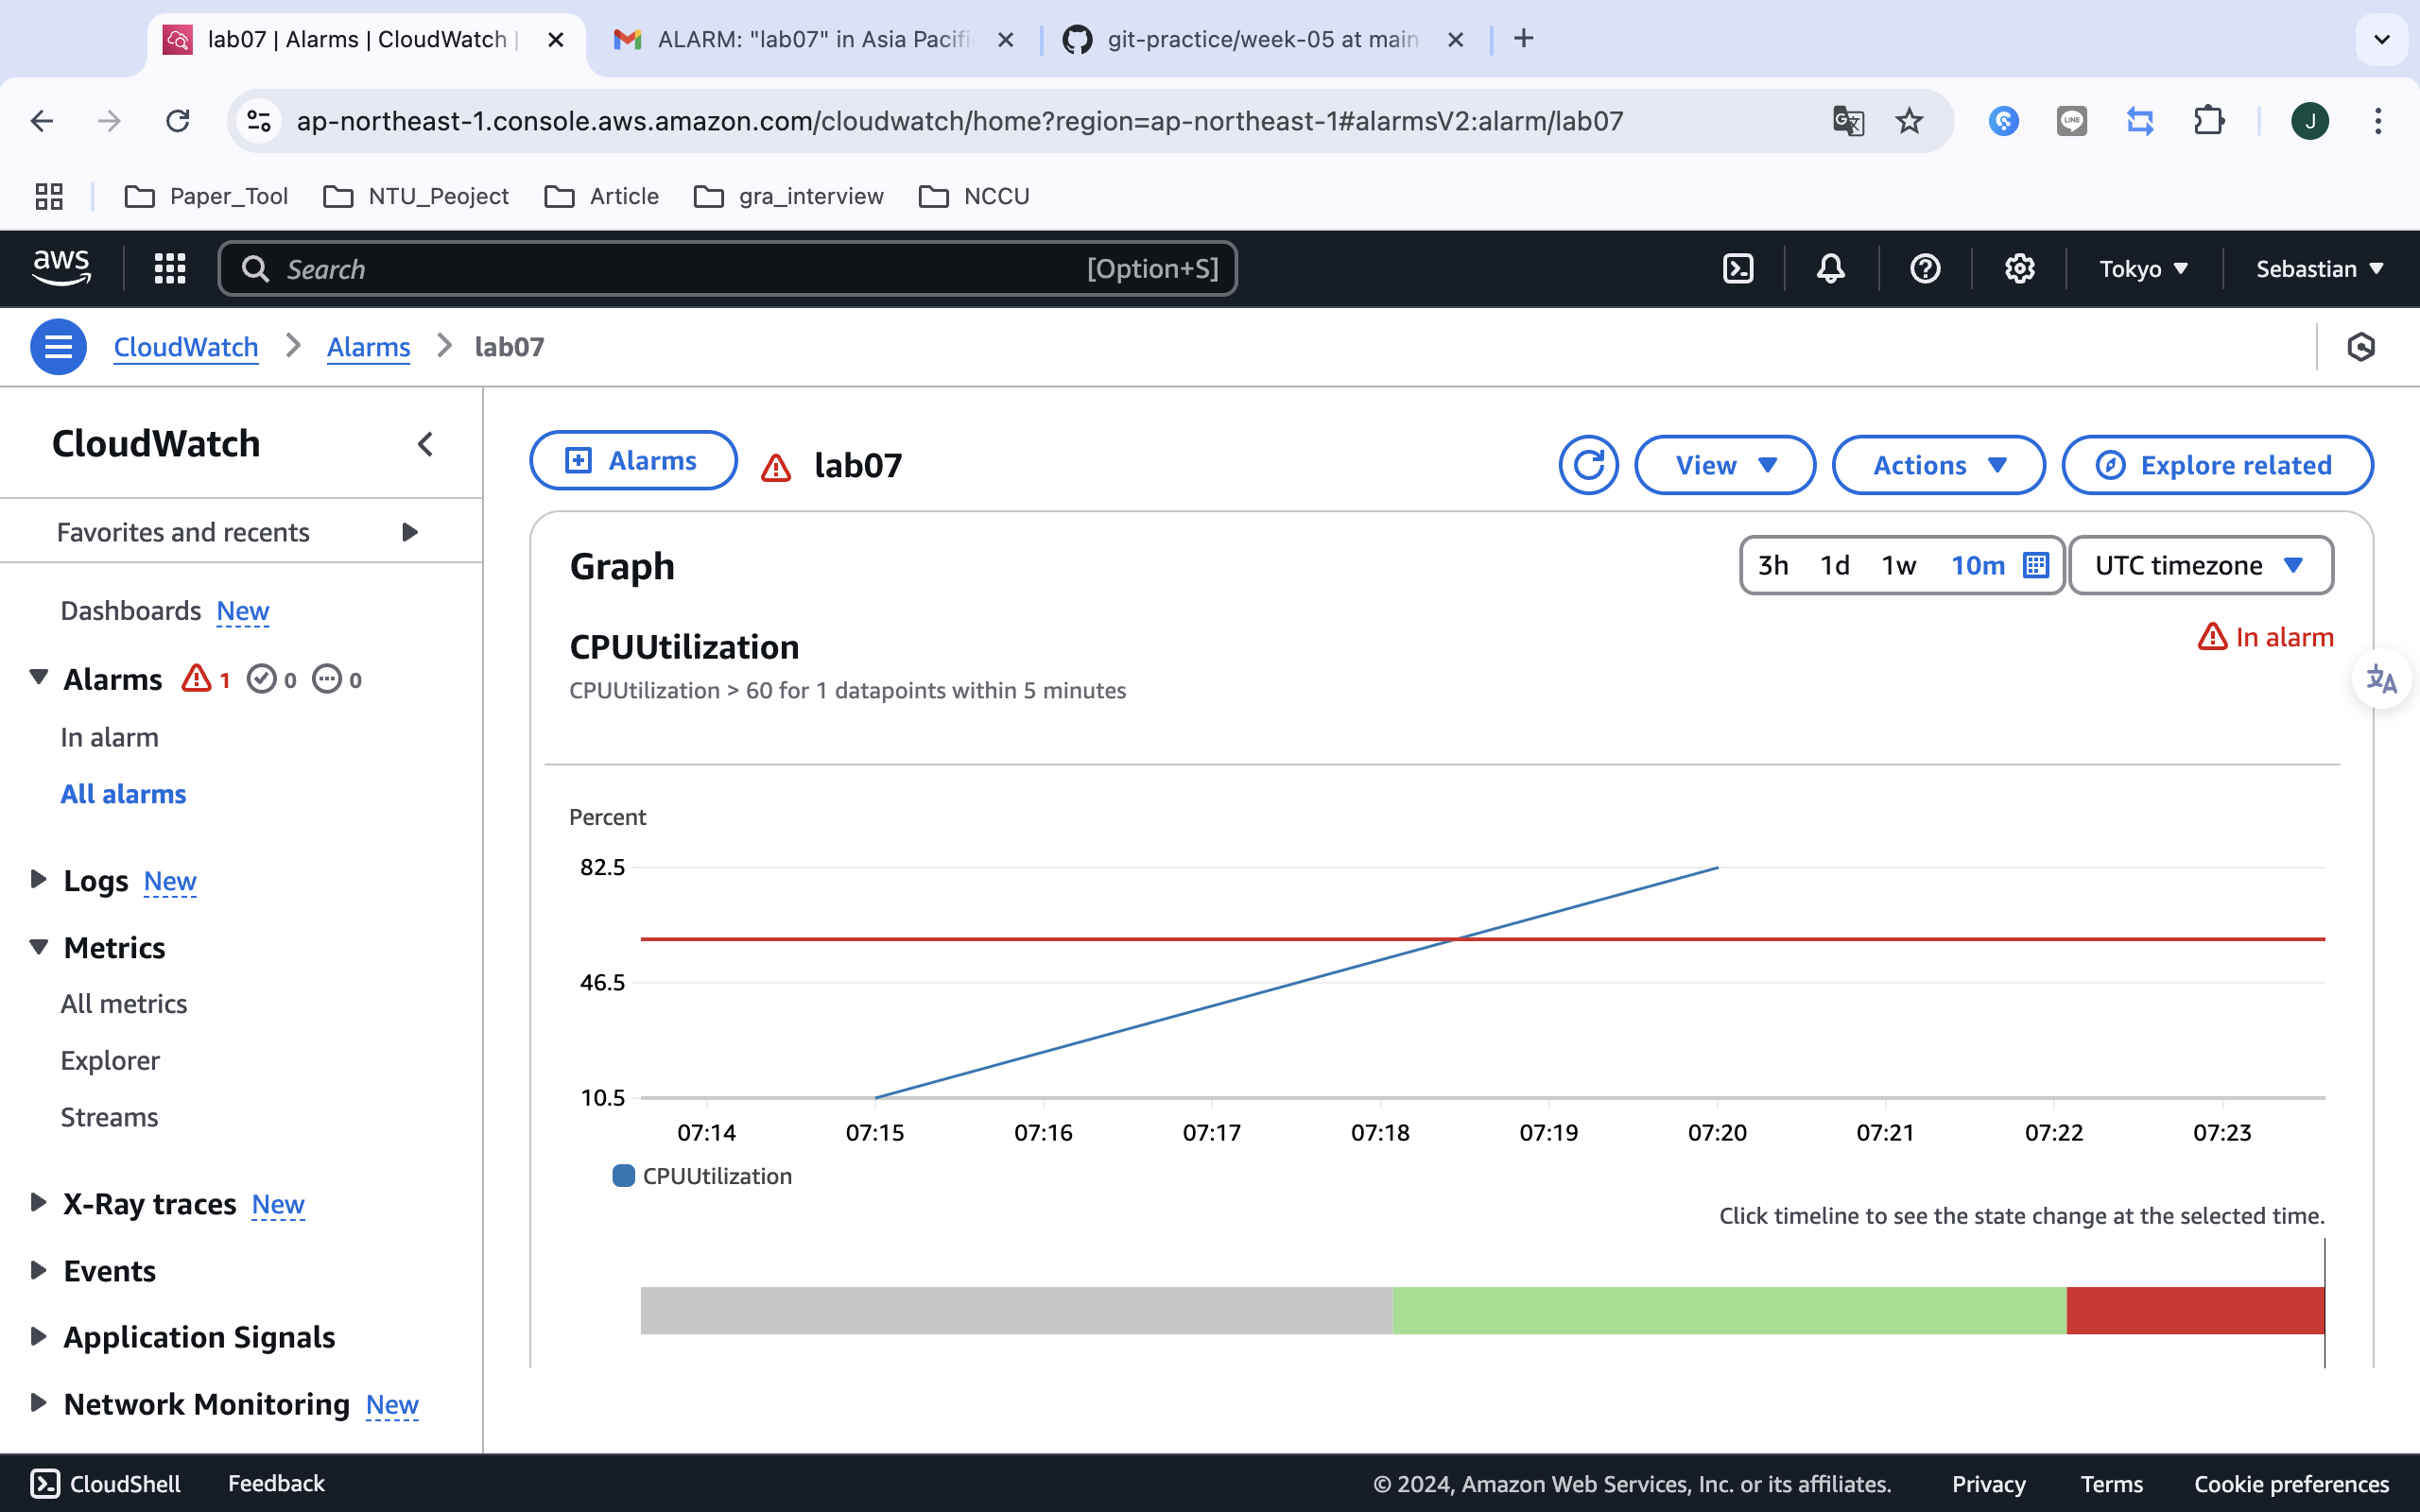 lab07 | Alarms | CloudWatch |
ALARM: "lab07" in Asia Pacifi
git-practice/week-05 at main
ap-northeast-1.console.aws.amazon.com/cloudwatch/home?region=ap-northeast-1#alarmsV2:alarm/lab07
LINE
J
Paper_Tool
NTU_Peoject
Article
gra_interview
NCCU
aws
Search
[Option+S]
Tokyo
Sebastian
CloudWatch
Alarms
lab07
CloudWatch
Favorites and recents
Dashboards New
Alarms 1 0 0
In alarm
All alarms
Logs New
Metrics
All metrics
Explorer
Streams
X-Ray traces New
Events
Application Signals
Network Monitoring New
Alarms
lab07
View
Actions
Explore related
Graph
3h 1d 1w 10m
UTC timezone
CPUUtilization
In alarm
CPUUtilization > 60 for 1 datapoints within 5 minutes
Percent
82.5
46.5
10.5
07:14 07:15 07:16 07:17 07:18 07:19 07:20 07:21 07:22 07:23
CPUUtilization
Click timeline to see the state change at the selected time.
文A
CloudShell
Feedback
© 2024, Amazon Web Services, Inc. or its affiliates.
Privacy
Terms
Cookie preferences